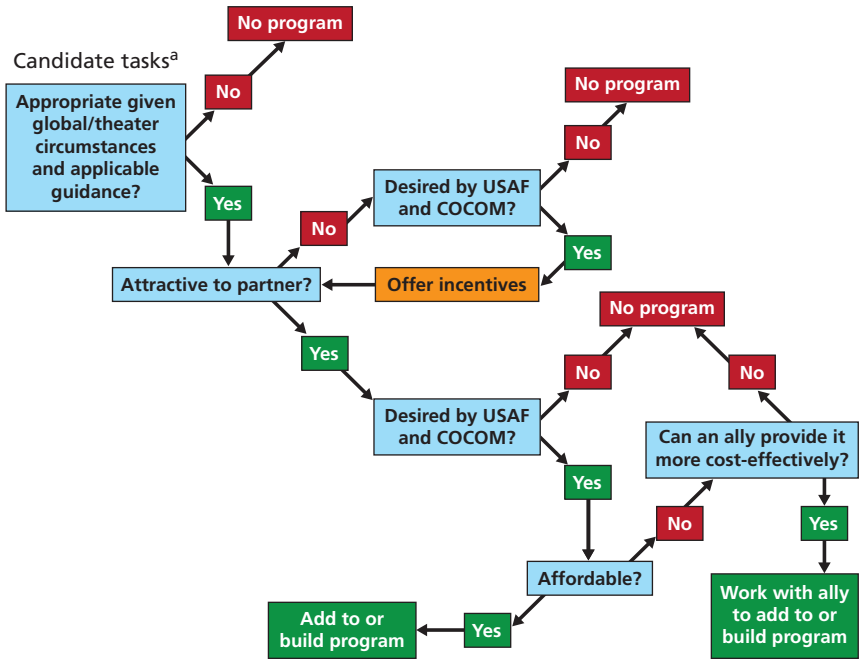 No program
Candidate tasksᵃ
No
Appropriate given
global/theater
circumstances
and applicable
guidance?
Yes
No program
No
Desired by USAF
and COCOM?
No
Yes
Attractive to partner?
Offer incentives
No program
Yes
No
No
Desired by USAF
and COCOM?
Can an ally provide it
more cost-effectively?
Yes
No
Yes
Affordable?
Work with ally
to add to or
build program
Add to or
build program
Yes